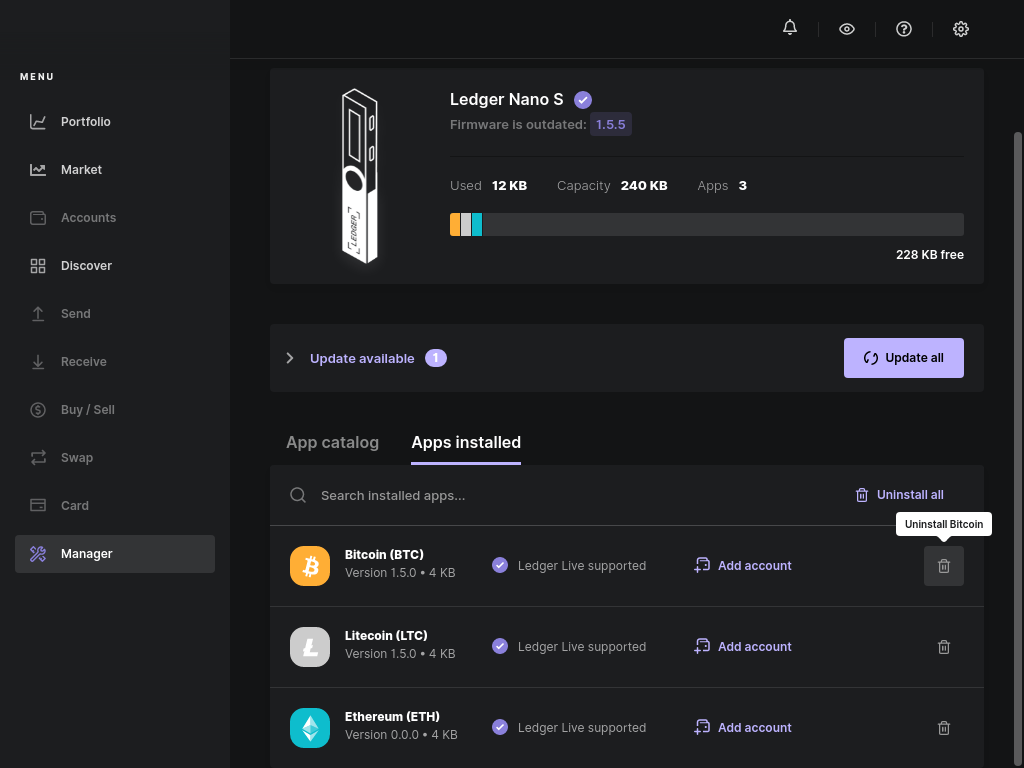 MENU
Portfolio
Market
Accounts
Discover
Send
Receive
Buy / Sell
Swap
Card
Manager
Ledger Nano S
Firmware is outdated: 1.5.5
Used 12 KB Capacity 240 KB Apps 3
228 KB free
LEDGER
Update available 1
Update all
App catalog Apps installed
Search installed apps...
Uninstall all
Uninstall Bitcoin
Bitcoin (BTC)
Version 1.5.0 • 4 KB
Ledger Live supported
Add account
Litecoin (LTC)
Version 1.5.0 • 4 KB
Ledger Live supported
Add account
Ethereum (ETH)
Version 0.0.0 • 4 KB
Ledger Live supported
Add account